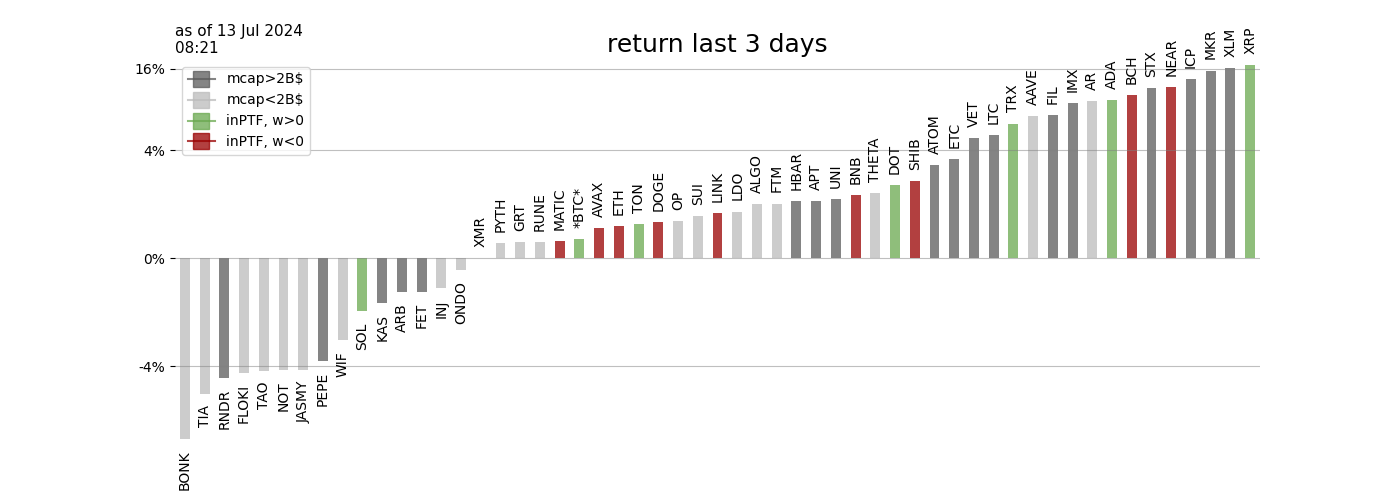 as of 13 Jul 2024
08:21
return last 3 days
16%
4%
0%
-4%
mcap>2B$
mcap<2B$
inPTF, w>0
inPTF, w<0
BONK
TIA
RNDR
FLOKI
TAO
NOT
JASMY
PEPE
WIF
SOL
KAS
ARB
FET
INJ
ONDO
XMR
PYTH
GRT
RUNE
MATIC
*BTC*
AVAX
ETH
TON
DOGE
OP
SUI
LINK
LDO
ALGO
FTM
HBAR
APT
UNI
BNB
THETA
DOT
SHIB
ATOM
ETC
VET
LTC
TRX
AAVE
FIL
IMX
AR
ADA
BCH
STX
NEAR
ICP
MKR
XLM
XRP